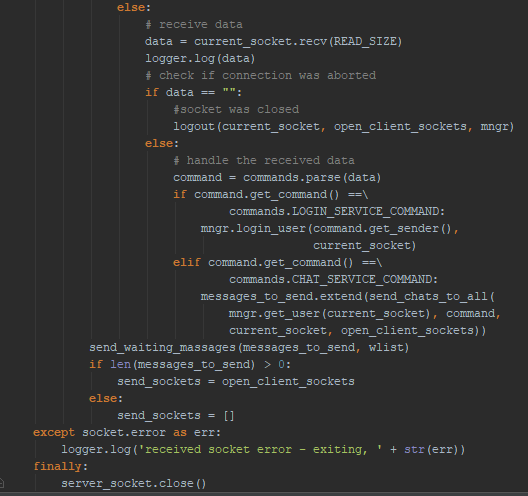 else:
# receive data
data = current_socket.recv(READ_SIZE)
logger.log(data)
# check if connection was aborted
if data == "":
#socket was closed
logout(current_socket, open_client_sockets, mngr)
else:
# handle the received data
command = commands.parse(data)
if command.get_command() ==\
commands.LOGIN_SERVICE_COMMAND:
mngr.login_user(command.get_sender(),
current_socket)
elif command.get_command() ==\
commands.CHAT_SERVICE_COMMAND:
messages_to_send.extend(send_chats_to_all(
mngr.get_user(current_socket), command,
current_socket, open_client_sockets))
send_waiting_massages(messages_to_send, wlist)
if len(messages_to_send) > 0:
send_sockets = open_client_sockets
else:
send_sockets = []
except socket.error as err:
logger.log('received socket error - exiting, ' + str(err))
finally:
server_socket.close()